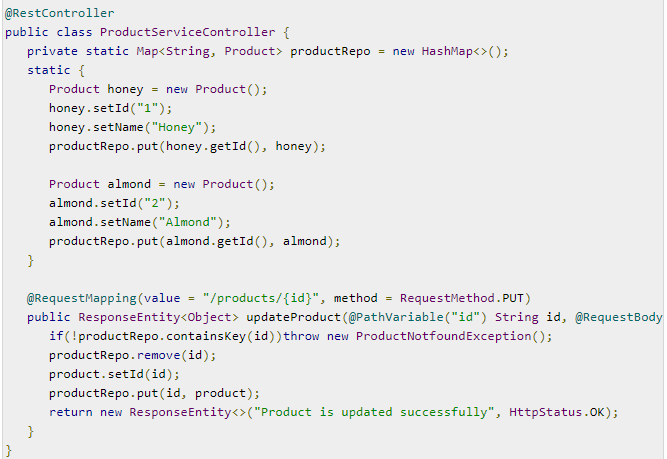 @RestController
public class ProductServiceController {
   private static Map<String, Product> productRepo = new HashMap<>();
   static {
      Product honey = new Product();
      honey.setId("1");
      honey.setName("Honey");
      productRepo.put(honey.getId(), honey);

      Product almond = new Product();
      almond.setId("2");
      almond.setName("Almond");
      productRepo.put(almond.getId(), almond);
   }

   @RequestMapping(value = "/products/{id}", method = RequestMethod.PUT)
   public ResponseEntity<Object> updateProduct(@PathVariable("id") String id, @RequestBody
      if(!productRepo.containsKey(id))throw new ProductNotfoundException();
      productRepo.remove(id);
      product.setId(id);
      productRepo.put(id, product);
      return new ResponseEntity<>("Product is updated successfully", HttpStatus.OK);
   }
}